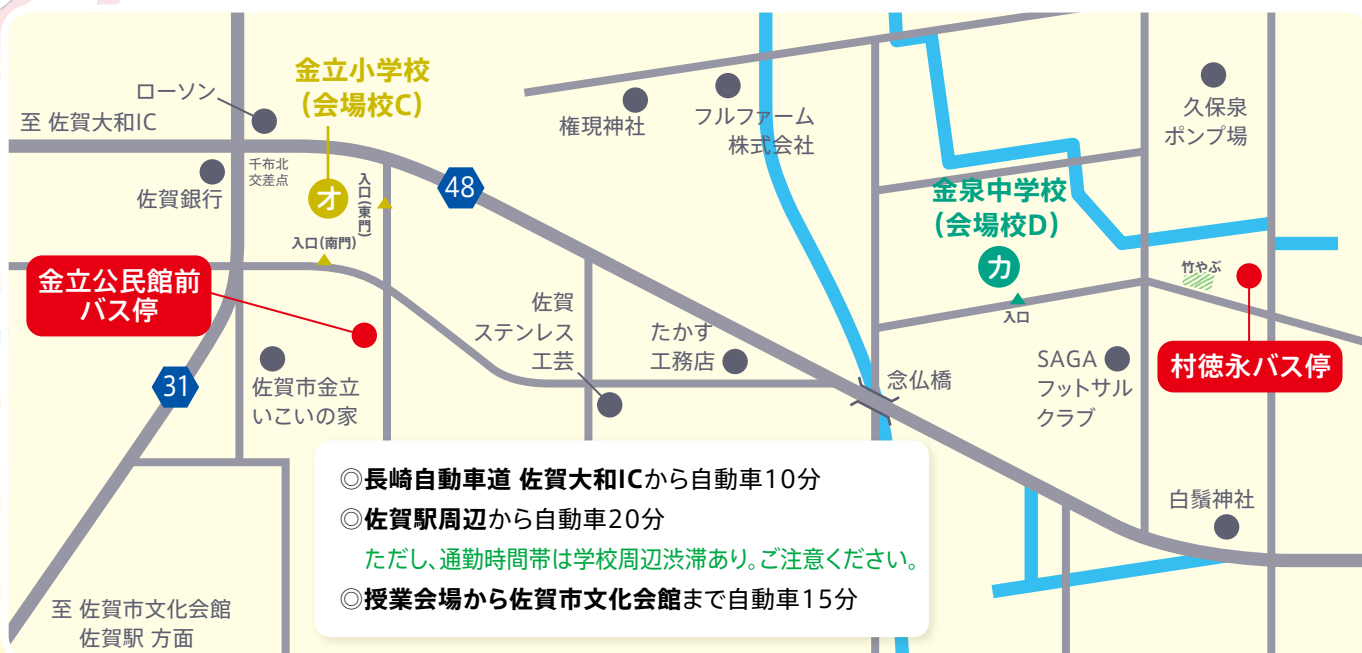 ローソン
至 佐賀大和IC
金立小学校
(会場校C)
千布北
交差点
佐賀銀行
オ
入口(東門)
入口(南門)
48
権現神社
フルファーム
株式会社
久保泉
ポンプ場
金泉中学校
(会場校D)
カ
入口
竹やぶ
金立公民館前
バス停
31
佐賀市金立
いこいの家
佐賀
ステンレス
工芸
たかす
工務店
念仏橋
SAGA
フットサル
クラブ
村徳永バス停
白鬚神社
◎長崎自動車道 佐賀大和ICから自動車10分
◎佐賀駅周辺から自動車20分
ただし、通勤時間帯は学校周辺渋滞あり。ご注意ください。
◎授業会場から佐賀市文化会館まで自動車15分
至 佐賀市文化会館
佐賀駅 方面